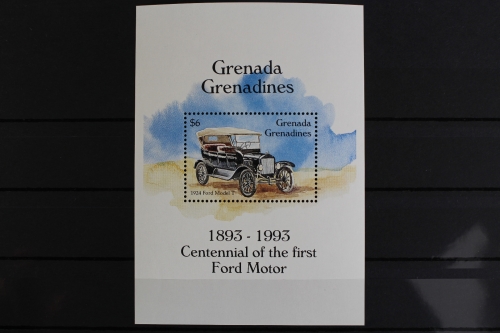 Grenada
Grenadines
$6
Grenada
Grenadines
1924 Ford Model T
1893 - 1993
Centennial of the first
Ford Motor